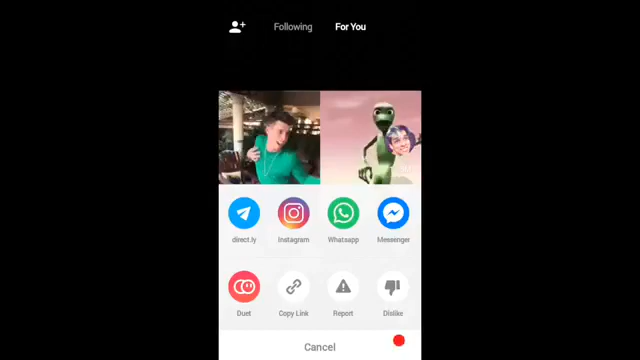 Following For You
direct.ly Instagram Whatsapp Messenger
Duet Copy Link Report Dislike
Cancel